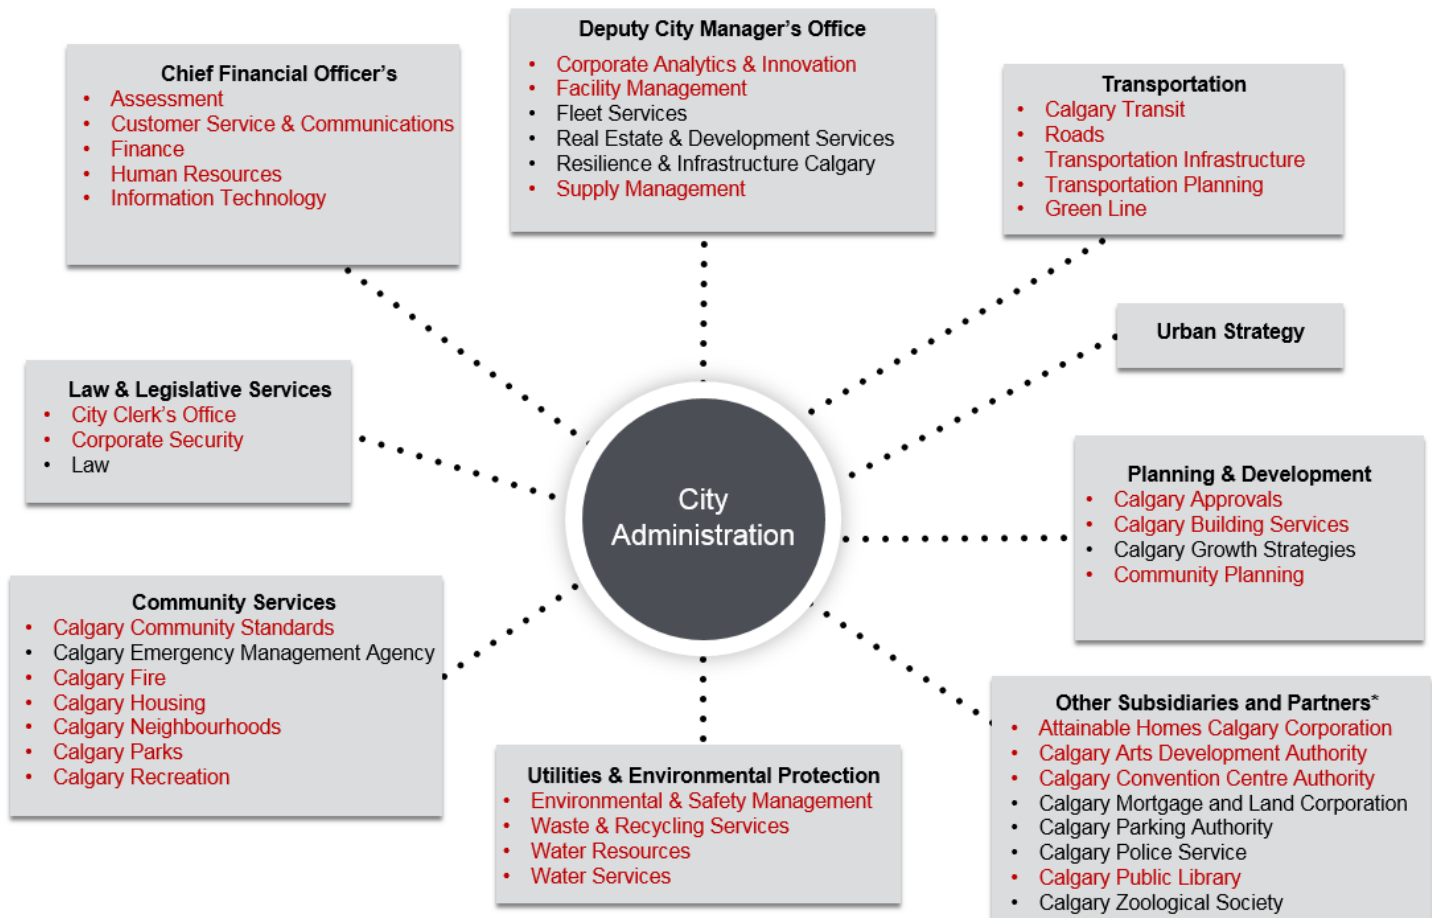 Deputy City Manager's Office
• Corporate Analytics & Innovation
• Facility Management
• Fleet Services
• Real Estate & Development Services
• Resilience & Infrastructure Calgary
• Supply Management
Chief Financial Officer's
• Assessment
• Customer Service & Communications
• Finance
• Human Resources
• Information Technology
Transportation
• Calgary Transit
• Roads
• Transportation Infrastructure
• Transportation Planning
• Green Line
Urban Strategy
Law & Legislative Services
• City Clerk's Office
• Corporate Security
• Law
City
Administration
Planning & Development
• Calgary Approvals
• Calgary Building Services
• Calgary Growth Strategies
• Community Planning
Community Services
• Calgary Community Standards
• Calgary Emergency Management Agency
• Calgary Fire
• Calgary Housing
• Calgary Neighbourhoods
• Calgary Parks
• Calgary Recreation
Utilities & Environmental Protection
• Environmental & Safety Management
• Waste & Recycling Services
• Water Resources
• Water Services
Other Subsidiaries and Partners*
• Attainable Homes Calgary Corporation
• Calgary Arts Development Authority
• Calgary Convention Centre Authority
• Calgary Mortgage and Land Corporation
• Calgary Parking Authority
• Calgary Police Service
• Calgary Public Library
• Calgary Zoological Society